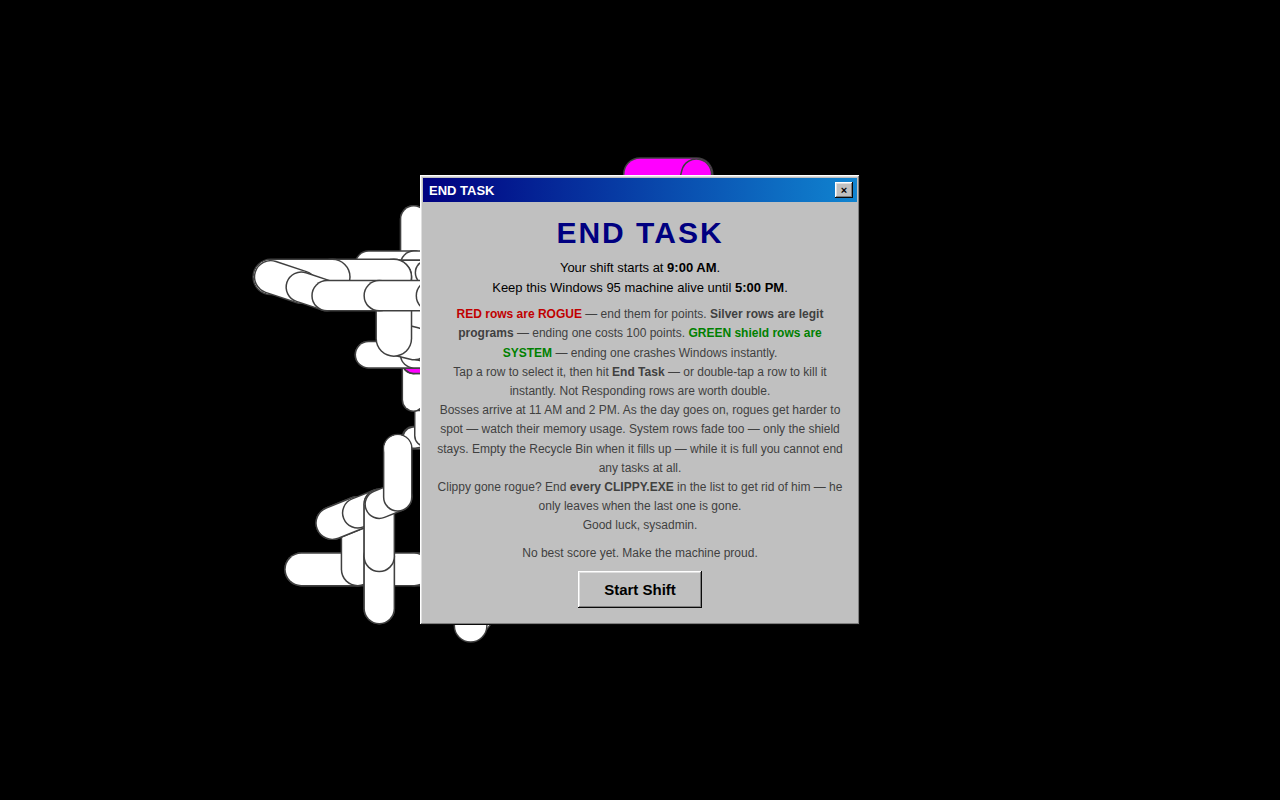 END TASK
×
END TASK
Your shift starts at 9:00 AM.
Keep this Windows 95 machine alive until 5:00 PM.
RED rows are ROGUE — end them for points. Silver rows are legit
programs — ending one costs 100 points. GREEN shield rows are
SYSTEM — ending one crashes Windows instantly.
Tap a row to select it, then hit End Task — or double-tap a row to kill it
instantly. Not Responding rows are worth double.
Bosses arrive at 11 AM and 2 PM. As the day goes on, rogues get harder to
spot — watch their memory usage. System rows fade too — only the shield
stays. Empty the Recycle Bin when it fills up — while it is full you cannot end
any tasks at all.
Clippy gone rogue? End every CLIPPY.EXE in the list to get rid of him — he
only leaves when the last one is gone.
Good luck, sysadmin.
No best score yet. Make the machine proud.
Start Shift